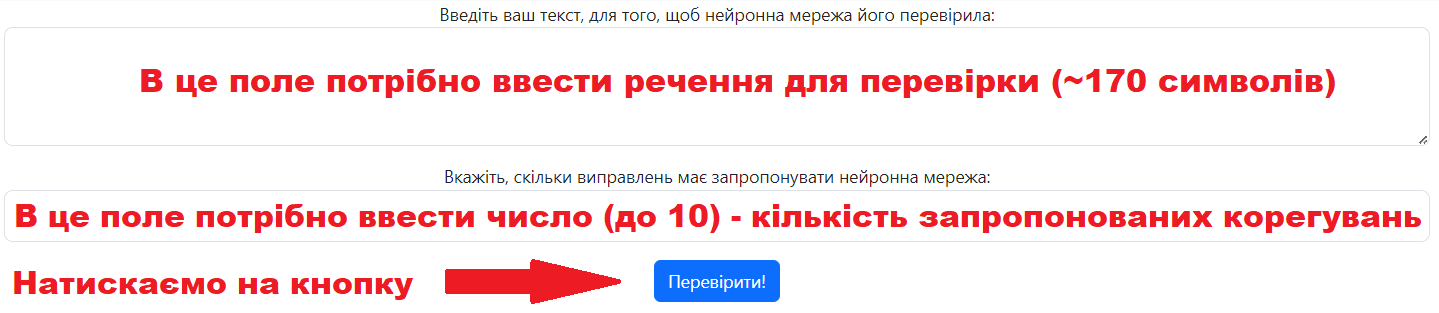 Введіть ваш текст, для того, щоб нейронна мережа його перевірила:
В це поле потрібно ввести речення для перевірки (~170 символів)
Вкажіть, скільки виправлень має запропонувати нейронна мережа:
В це поле потрібно ввести число (до 10) - кількість запропонованих корегувань
Натискаємо на кнопку
Перевірити!